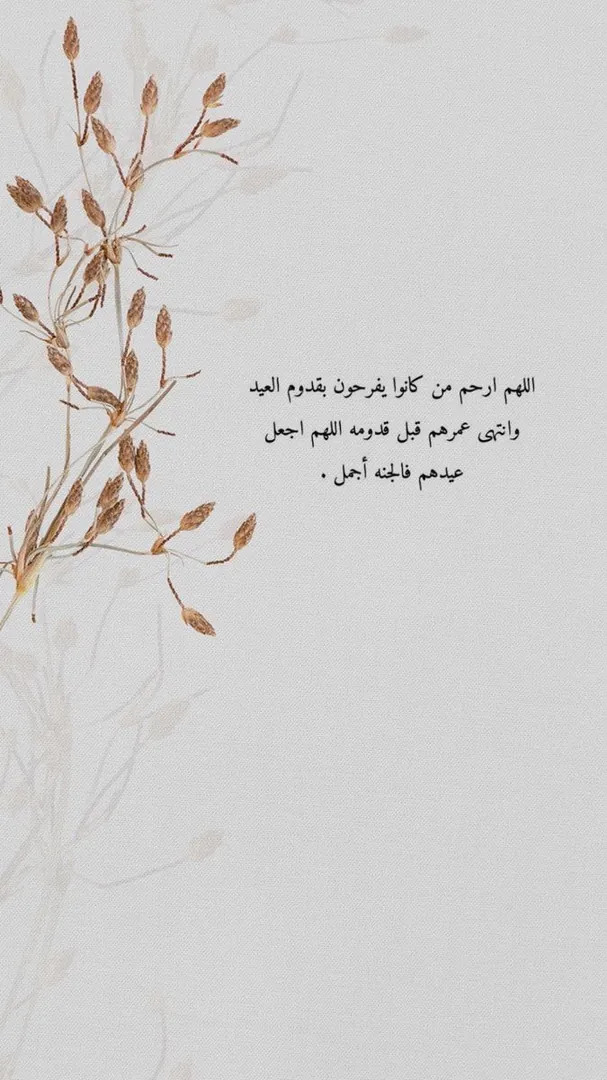 اللهم ارحم من كانوا يفرحون بقدوم العيد
وانتهى عمرهم قبل قدومه اللهم اجعل
عيدهم فالجنه أجمل .